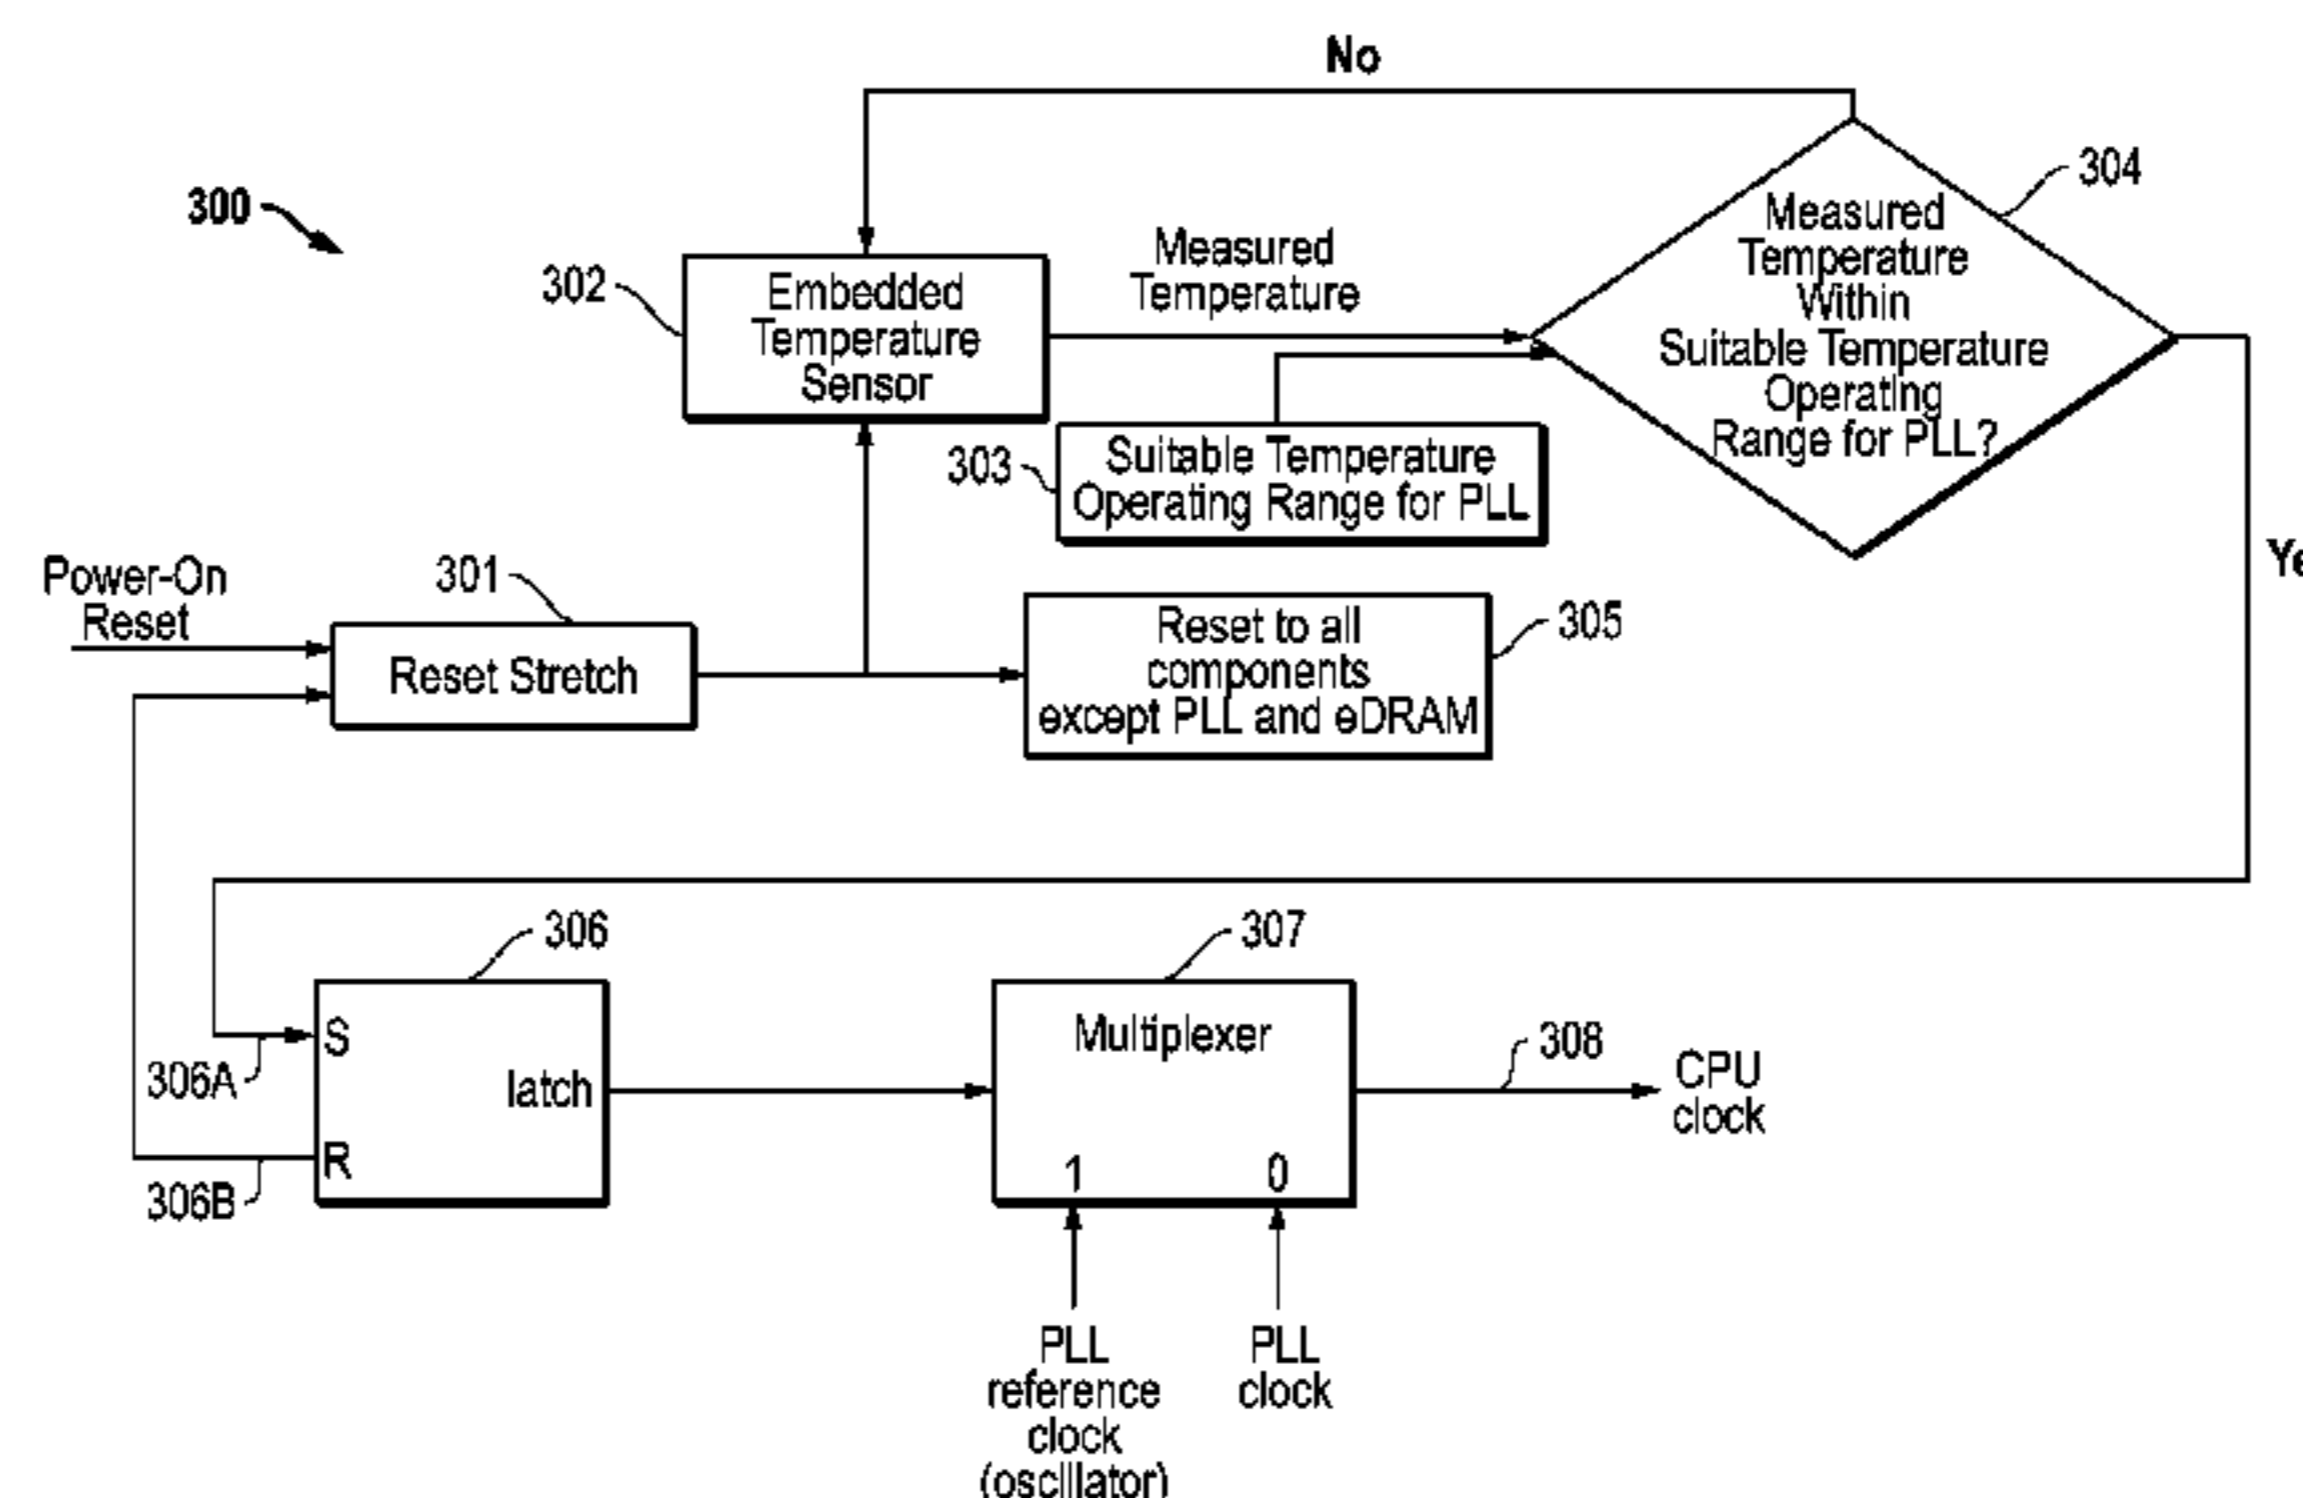 No
300
304
Measured
Temperature
Within
Suitable Temperature
Operating
Range for PLL?
302
Embedded
Temperature
Sensor
Measured
Temperature
303
Suitable Temperature
Operating Range for PLL
Ye
Power-On
Reset
301
Reset Stretch
305
Reset to all
components
except PLL and eDRAM
306
307
S
306A
latch
R
306B
Multiplexer
1 0
308
CPU
clock
PLL
reference
clock
(oscillator)
PLL
clock